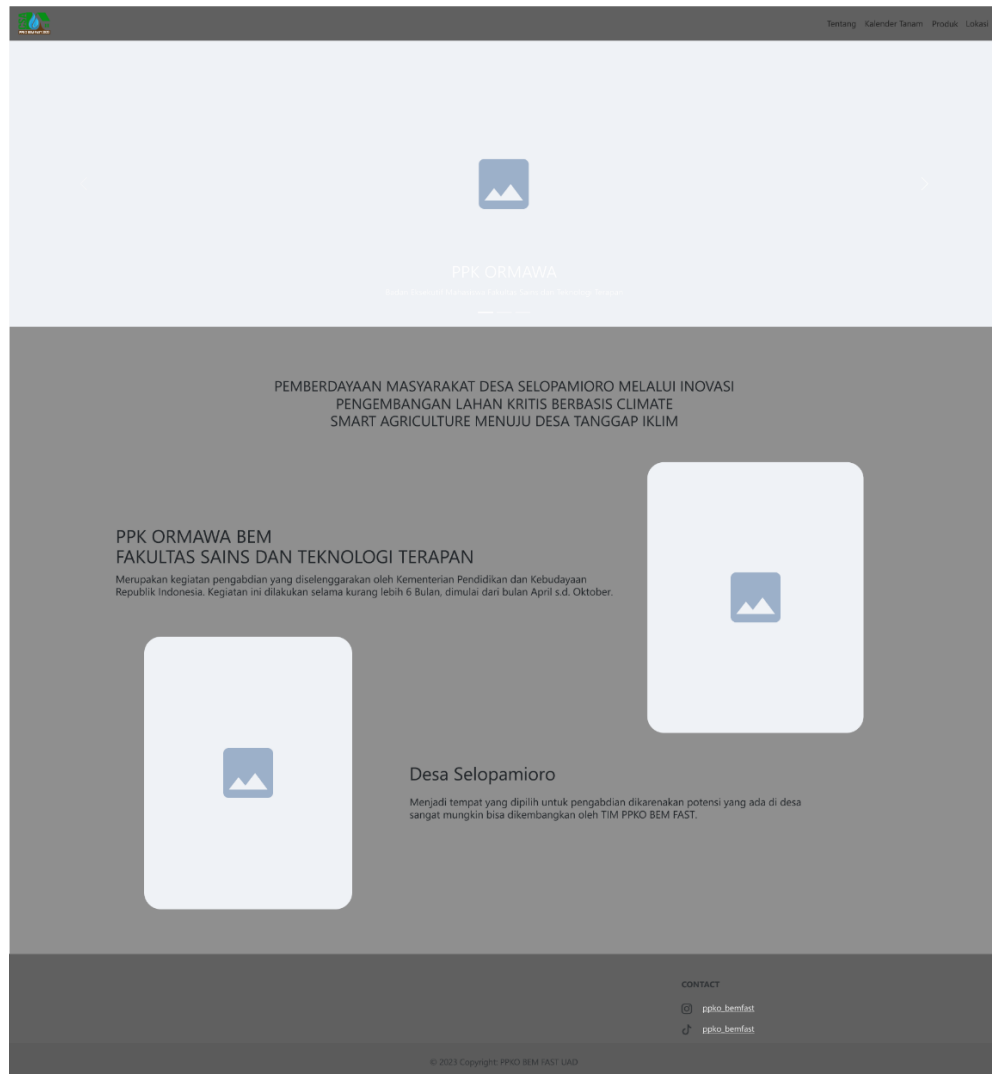 Tentang Kalender Tanam Produk Lokasi
PPK ORMAWA
PEMBERDAYAAN MASYARAKAT DESA SELOPAMIORO MELALUI INOVASI
PENGEMBANGAN LAHAN KRITIS BERBASIS CLIMATE
SMART AGRICULTURE MENUJU DESA TANGGAP IKLIM
PPK ORMAWA BEM
FAKULTAS SAINS DAN TEKNOLOGI TERAPAN
Merupakan kegiatan pengabdian yang diselenggarakan oleh Kementerian Pendidikan dan Kebudayaan
Republik Indonesia. Kegiatan ini dilakukan selama kurang lebih 6 Bulan, dimulai dari bulan April s.d. Oktober.
Desa Selopamioro
Menjadi tempat yang dipilih untuk pengabdian dikarenakan potensi yang ada di desa
sangat mungkin bisa dikembangkan oleh TIM PPKO BEM FAST.
CONTACT
ppko_bemfast
ppko_bemfast
© 2023 Copyright: PPKO BEM FAST UAD